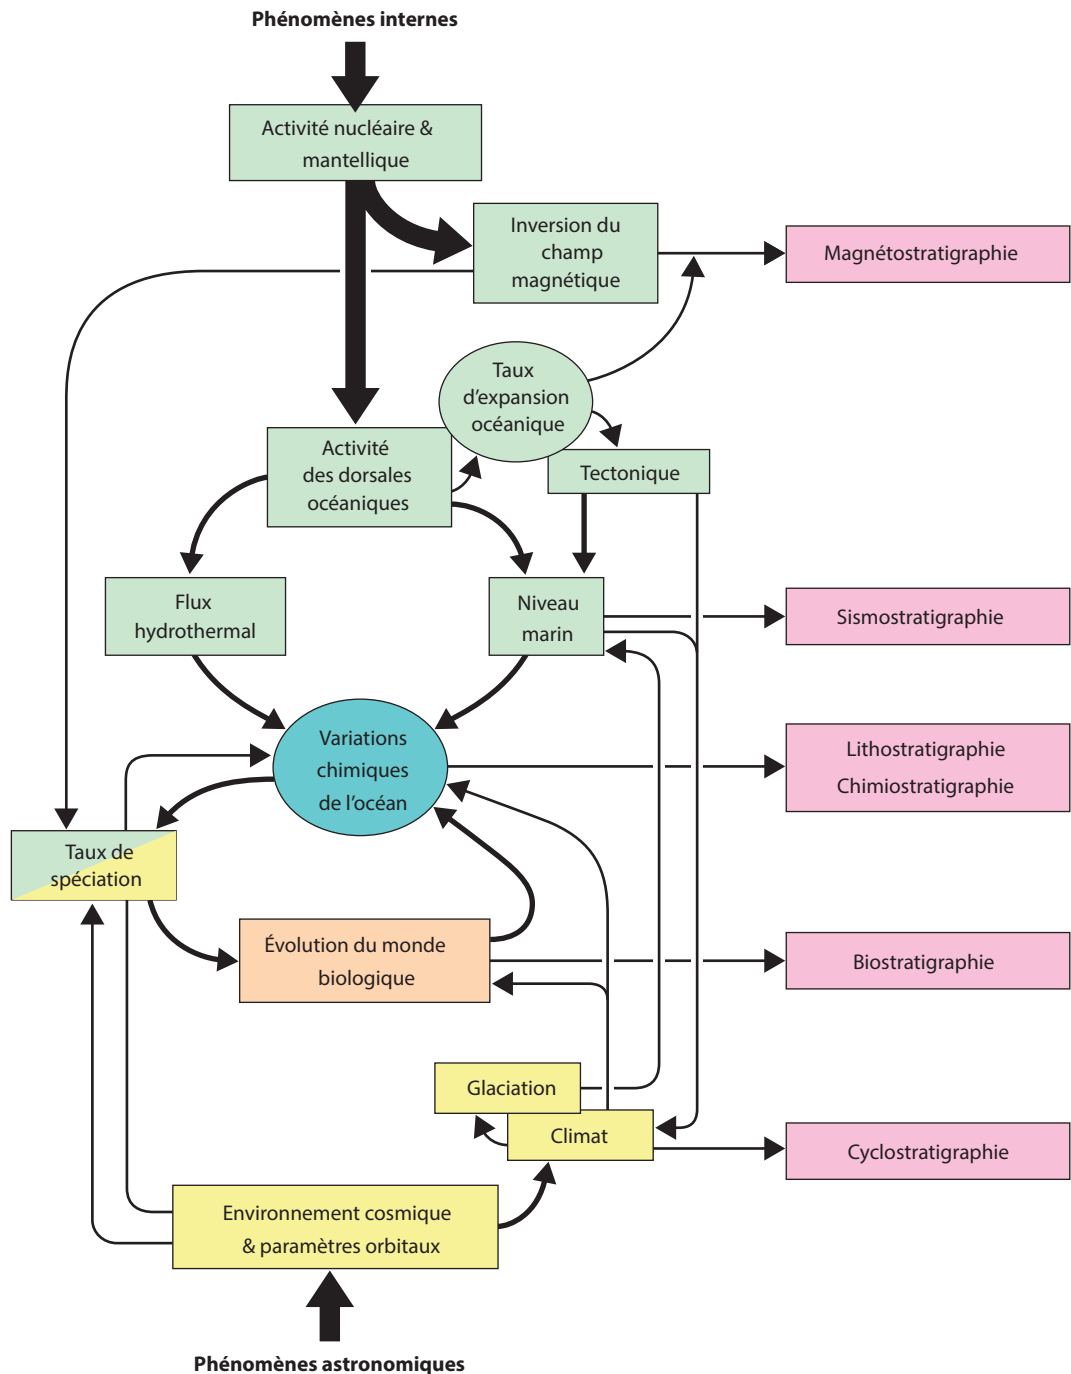 Phénomènes internes
Activité nucléaire &
mantellique
Inversion du
champ
magnétique
Magnétostratigraphie
Taux
d'expansion
océanique
Activité
des dorsales
océaniques
Tectonique
Flux
hydrothermal
Niveau
marin
Sismostratigraphie
Variations
chimiques
de l'océan
Lithostratigraphie
Chimiostratigraphie
Taux de
spéciation
Évolution du monde
biologique
Biostratigraphie
Glaciation
Climat
Cyclostratigraphie
Environnement cosmique
& paramètres orbitaux
Phénomènes astronomiques